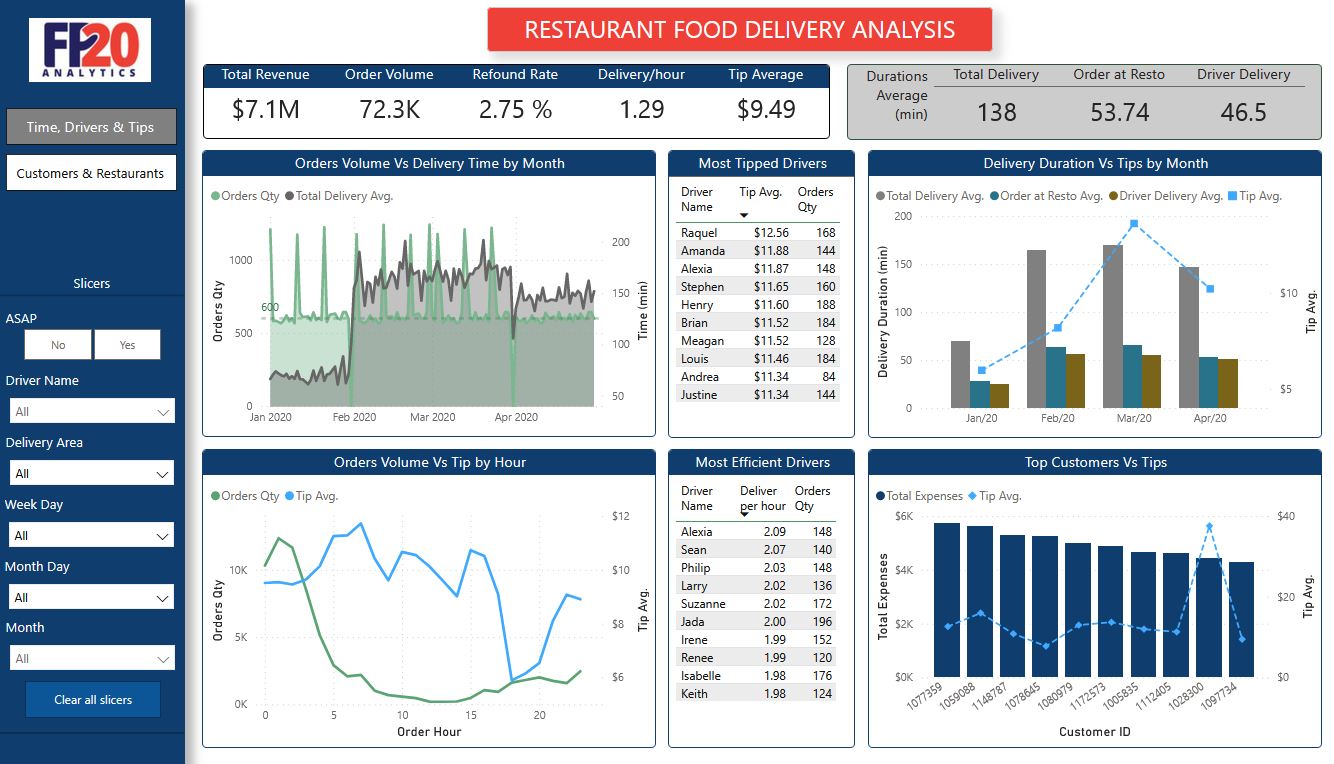 FP20
ANALYTICS
Time, Drivers & Tips
Customers & Restaurants
Slicers
ASAP
No Yes
Driver Name
All
Delivery Area
All
Week Day
All
Month Day
All
Month
All
Clear all slicers
RESTAURANT FOOD DELIVERY ANALYSIS
Total Revenue Order Volume Refound Rate Delivery/hour Tip Average
$7.1M 72.3K 2.75 % 1.29 $9.49
Durations
Average
(min)
Total Delivery Order at Resto Driver Delivery
138 53.74 46.5
Orders Volume Vs Delivery Time by Month
Orders Qty Total Delivery Avg.
Orders Qty
1000
600
500
0
200
150
100
50
Time (min)
Jan 2020 Feb 2020 Mar 2020 Apr 2020
Most Tipped Drivers
Driver Name Tip Avg. Orders Qty
Raquel $12.56 168
Amanda $11.88 144
Alexia $11.87 148
Stephen $11.65 160
Henry $11.60 188
Brian $11.52 184
Meagan $11.52 128
Louis $11.46 184
Andrea $11.34 84
Justine $11.34 144
Delivery Duration Vs Tips by Month
Total Delivery Avg. Order at Resto Avg. Driver Delivery Avg. Tip Avg.
Delivery Duration (min)
200
150
100
50
0
$10
$5
Tip Avg.
Jan/20 Feb/20 Mar/20 Apr/20
Orders Volume Vs Tip by Hour
Orders Qty Tip Avg.
Orders Qty
10K
5K
0K
$12
$10
$8
$6
Tip Avg.
0 5 10 15 20
Order Hour
Most Efficient Drivers
Driver Name Deliver per hour Orders Qty
Alexia 2.09 148
Sean 2.07 140
Philip 2.03 148
Larry 2.02 136
Suzanne 2.02 172
Jada 2.00 196
Irene 1.99 152
Renee 1.99 120
Isabelle 1.98 176
Keith 1.98 124
Top Customers Vs Tips
Total Expenses Tip Avg.
Total Expenses
$6K
$4K
$2K
$0K
$40
$20
$0
Tip Avg.
1077359 1059088 1148787 1078645 1080979 1172573 1005835 1112405 1028300 1097734
Customer ID